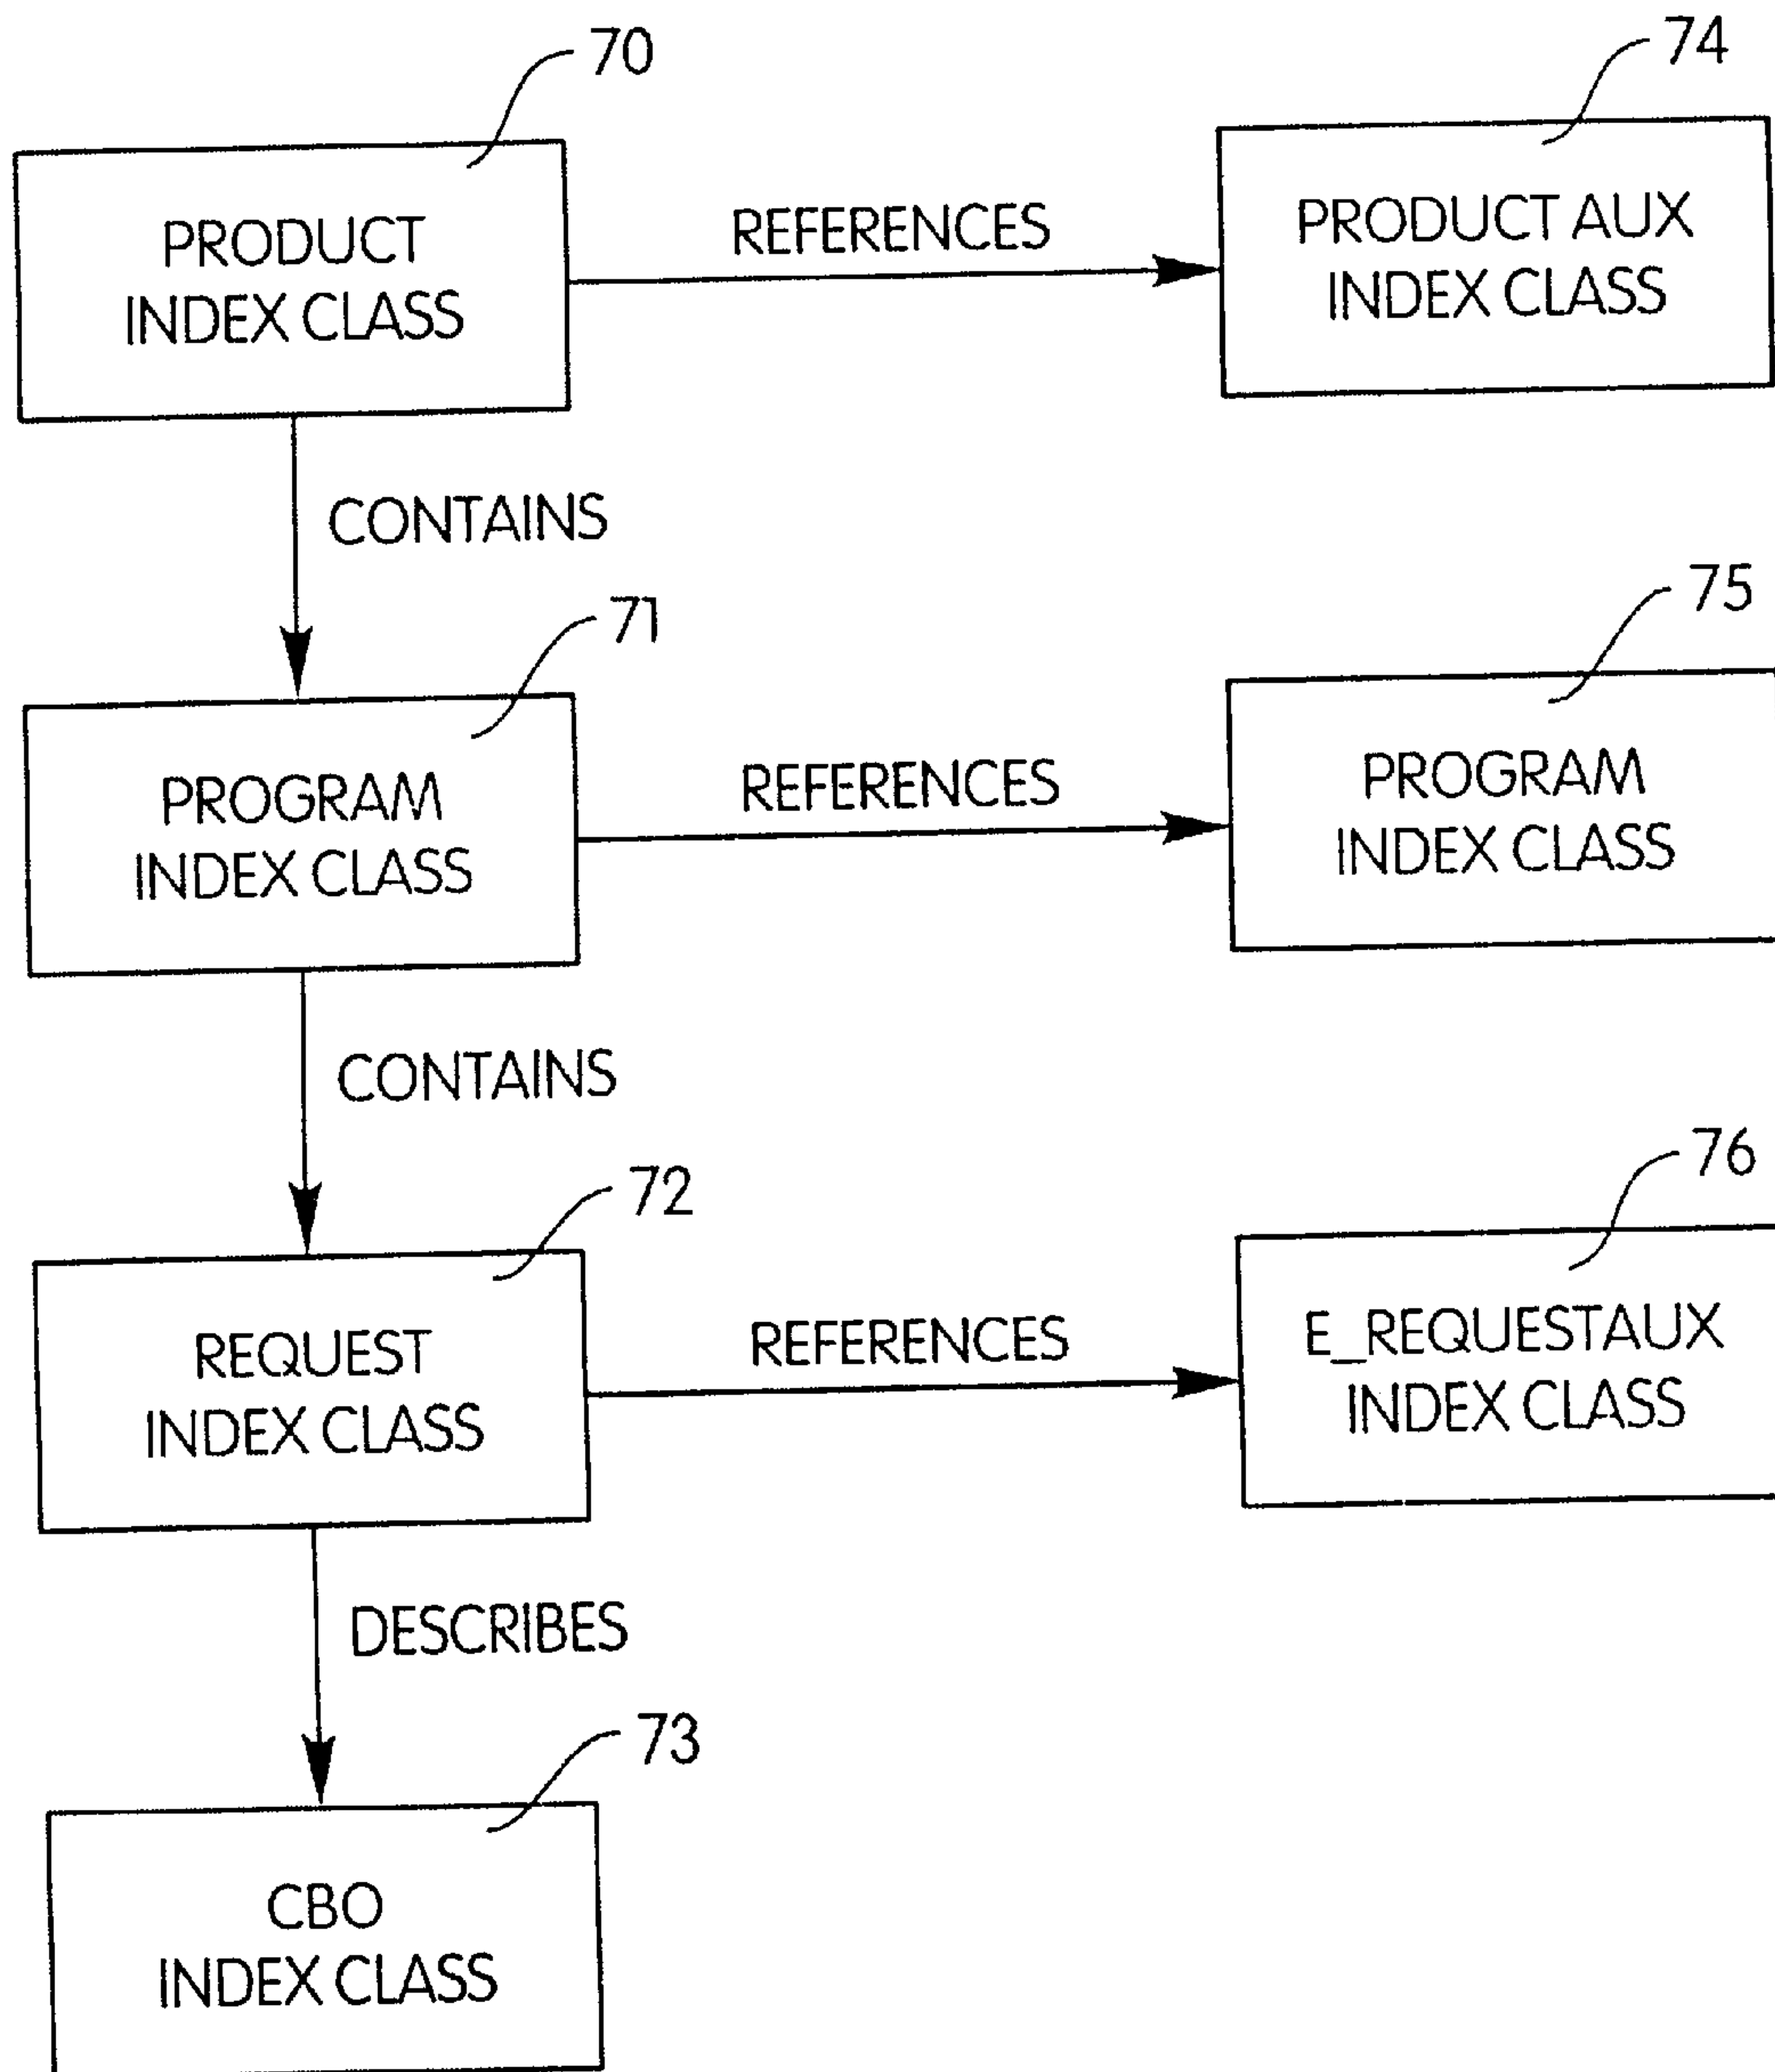 70
74
PRODUCT
INDEX CLASS
REFERENCES
PRODUCT AUX
INDEX CLASS
CONTAINS
71
75
PROGRAM
INDEX CLASS
REFERENCES
PROGRAM
INDEX CLASS
CONTAINS
72
76
REQUEST
INDEX CLASS
REFERENCES
E_REQUESTAUX
INDEX CLASS
DESCRIBES
73
CBO
INDEX CLASS